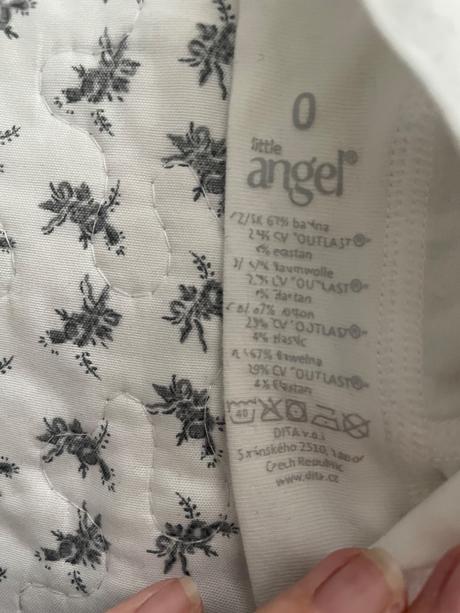 0
little
angel®
CZ/SK 67% bavlna
29% CV "OUTLAST®"
4% elastan
67% Baumwolle
29% CV "OUTLAST®"
4% Elastan
67% cotton
29% CV "OUTLAST®"
4% elastic
PL 67% Bawełna
29% CV "OUTLAST®"
4% Elastan
40
DITA v.d.i
2510, Tábor
Czech Republic
www.dita.cz